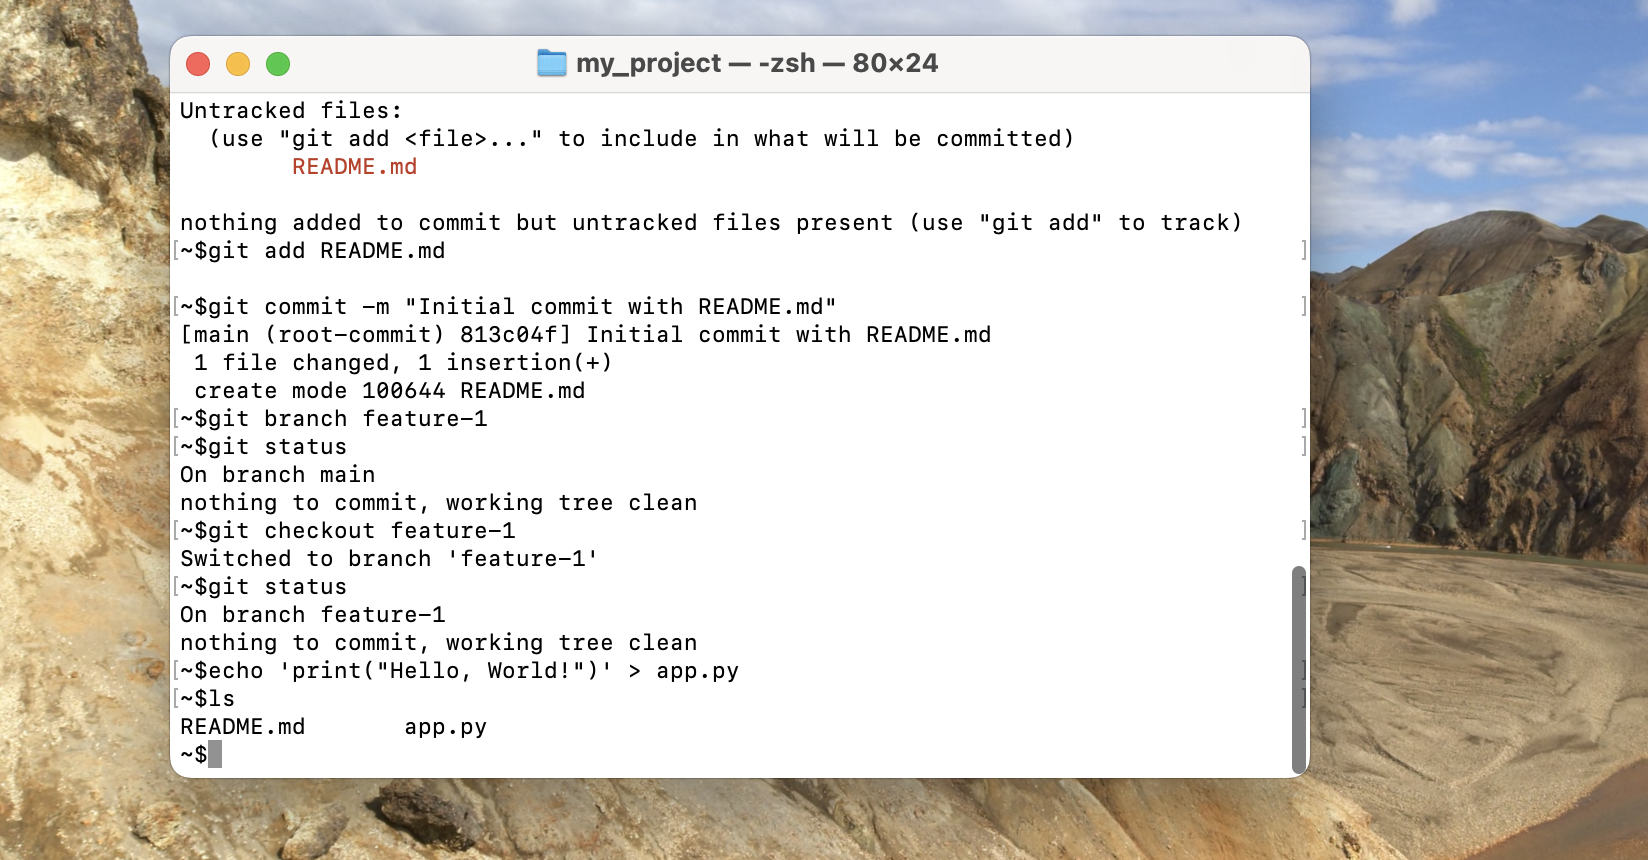 my_project — -zsh — 80×24
Untracked files:
  (use "git add <file>..." to include in what will be committed)
        README.md

nothing added to commit but untracked files present (use "git add" to track)
[~$git add README.md ]

[~$git commit -m "Initial commit with README.md" ]
[main (root-commit) 813c04f] Initial commit with README.md
 1 file changed, 1 insertion(+)
 create mode 100644 README.md
[~$git branch feature-1 ]
[~$git status ]
On branch main
nothing to commit, working tree clean
[~$git checkout feature-1 ]
Switched to branch 'feature-1'
[~$git status ]
On branch feature-1
nothing to commit, working tree clean
[~$echo 'print("Hello, World!")' > app.py ]
[~$ls ]
README.md       app.py
~$